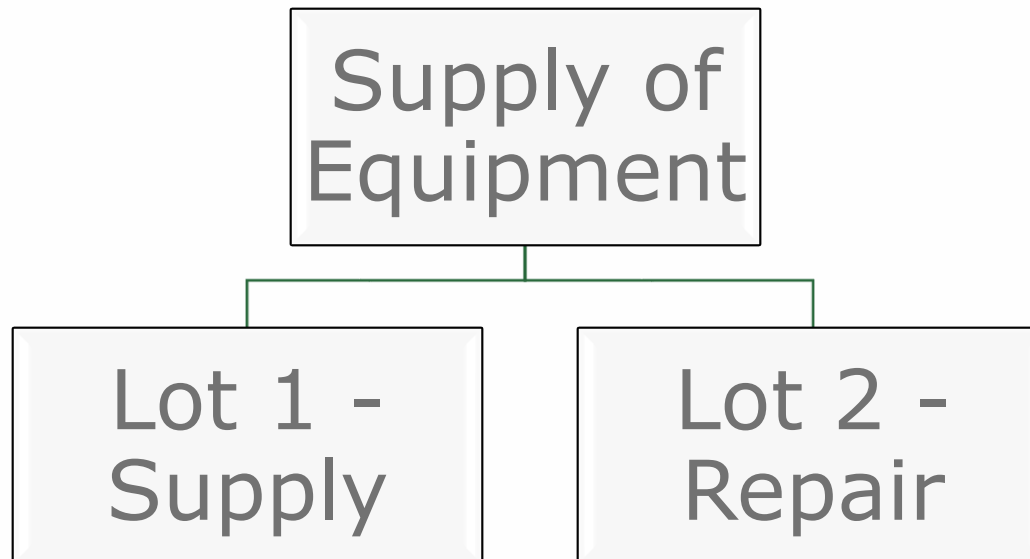 Supply of
Equipment
Lot 1 -
Supply
Lot 2 -
Repair